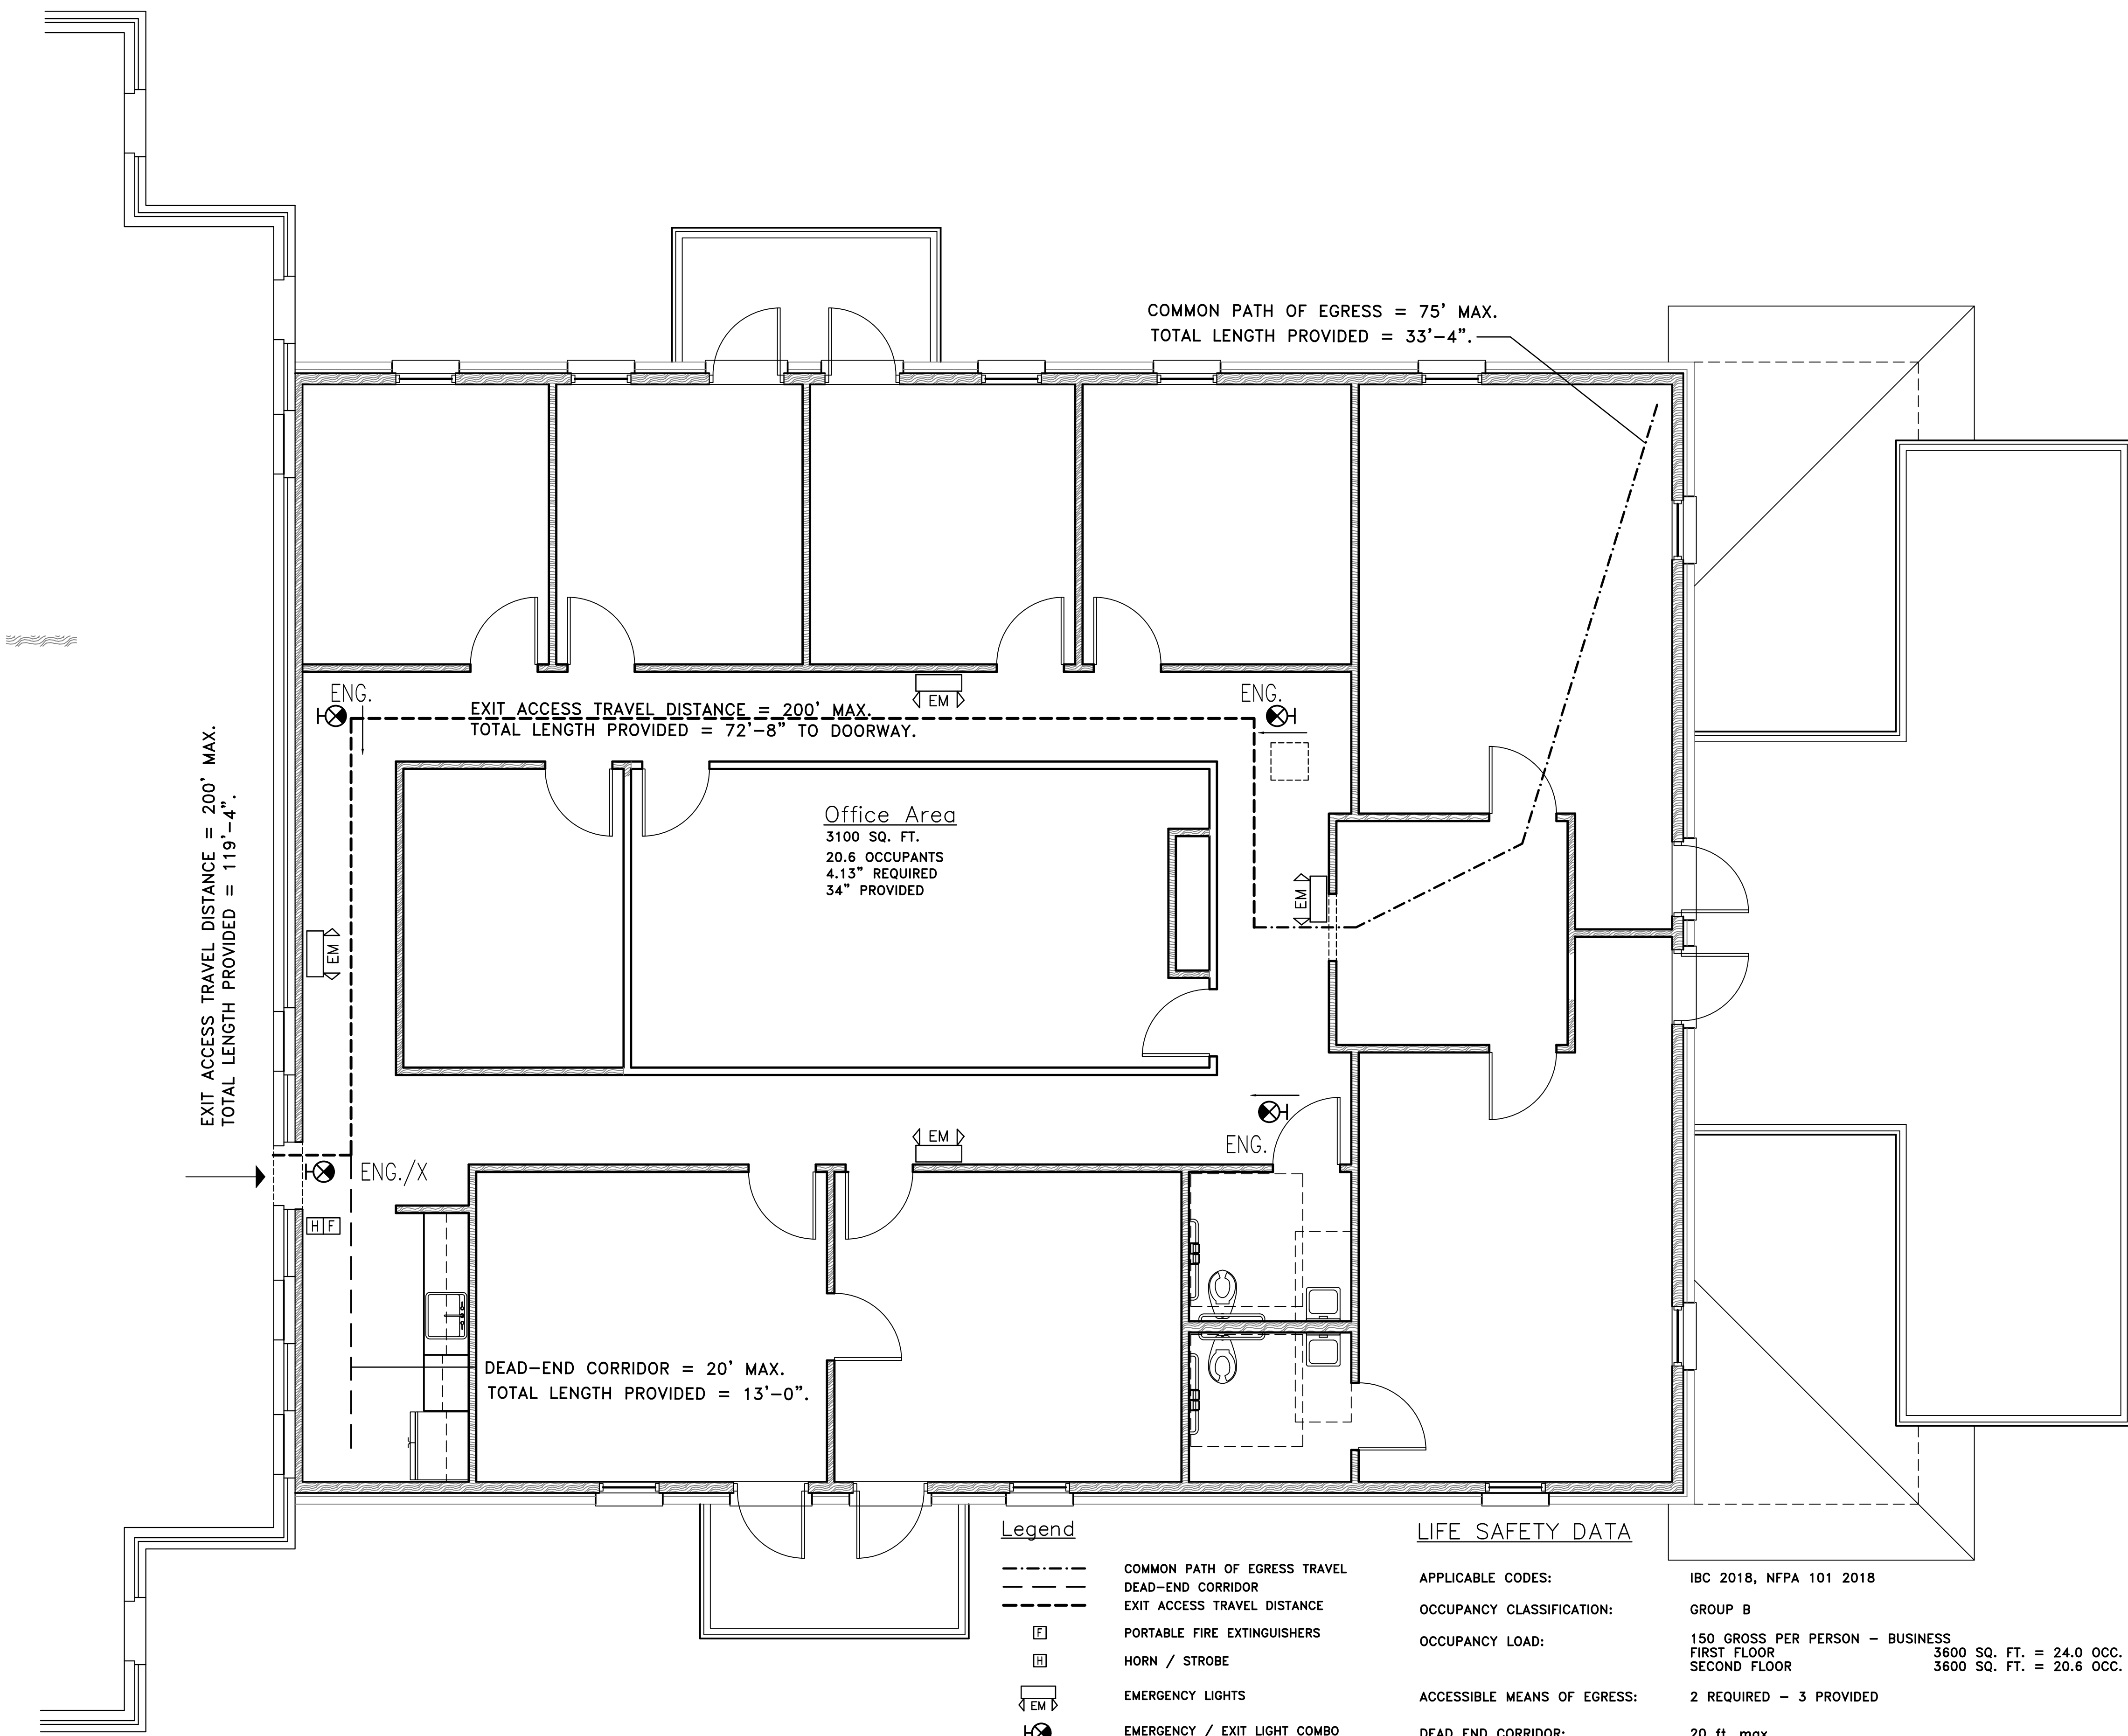 COMMON PATH OF EGRESS = 75' MAX.
TOTAL LENGTH PROVIDED = 33'-4".
ENG.
EXIT ACCESS TRAVEL DISTANCE = 200' MAX.
TOTAL LENGTH PROVIDED = 72'-8" TO DOORWAY.
EM
ENG.
EXIT ACCESS TRAVEL DISTANCE = 200' MAX.
TOTAL LENGTH PROVIDED = 119'-4".
Office Area
3100 SQ. FT.
20.6 OCCUPANTS
4.13" REQUIRED
34" PROVIDED
EM
EM
EM
ENG.
ENG./X
H F
DEAD-END CORRIDOR = 20' MAX.
TOTAL LENGTH PROVIDED = 13'-0".
Legend
COMMON PATH OF EGRESS TRAVEL
DEAD-END CORRIDOR
EXIT ACCESS TRAVEL DISTANCE
F PORTABLE FIRE EXTINGUISHERS
H HORN / STROBE
EM EMERGENCY LIGHTS
EMERGENCY / EXIT LIGHT COMBO
LIFE SAFETY DATA
APPLICABLE CODES: IBC 2018, NFPA 101 2018
OCCUPANCY CLASSIFICATION: GROUP B
OCCUPANCY LOAD: 150 GROSS PER PERSON - BUSINESS
FIRST FLOOR 3600 SQ. FT. = 24.0 OCC.
SECOND FLOOR 3600 SQ. FT. = 20.6 OCC.
ACCESSIBLE MEANS OF EGRESS: 2 REQUIRED - 3 PROVIDED
DEAD END CORRIDOR: 20 ft. max